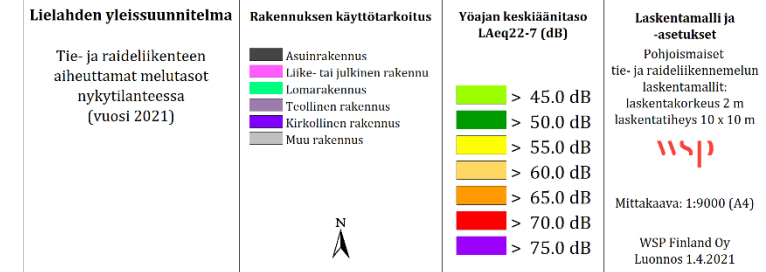 Lielahden yleissuunnitelma
Tie- ja raideliikenteen
aiheuttamat melutasot
nykytilanteessa
(vuosi 2021)
Rakennuksen käyttötarkoitus
Asuinrakennus
Liike- tai julkinen rakennu
Lomarakennus
Teollinen rakennus
Kirkollinen rakennus
Muu rakennus
N
Yöajan keskiäänitaso
LAeq22-7 (dB)
> 45.0 dB
> 50.0 dB
> 55.0 dB
> 60.0 dB
> 65.0 dB
> 70.0 dB
> 75.0 dB
Laskentamalli ja
-asetukset
Pohjoismaiset
tie- ja raideliikennemelun
laskentamallit:
laskentakorkeus 2 m
laskentatiheys 10 x 10 m
wsp
Mittakaava: 1:9000 (A4)
WSP Finland Oy
Luonnos 1.4.2021